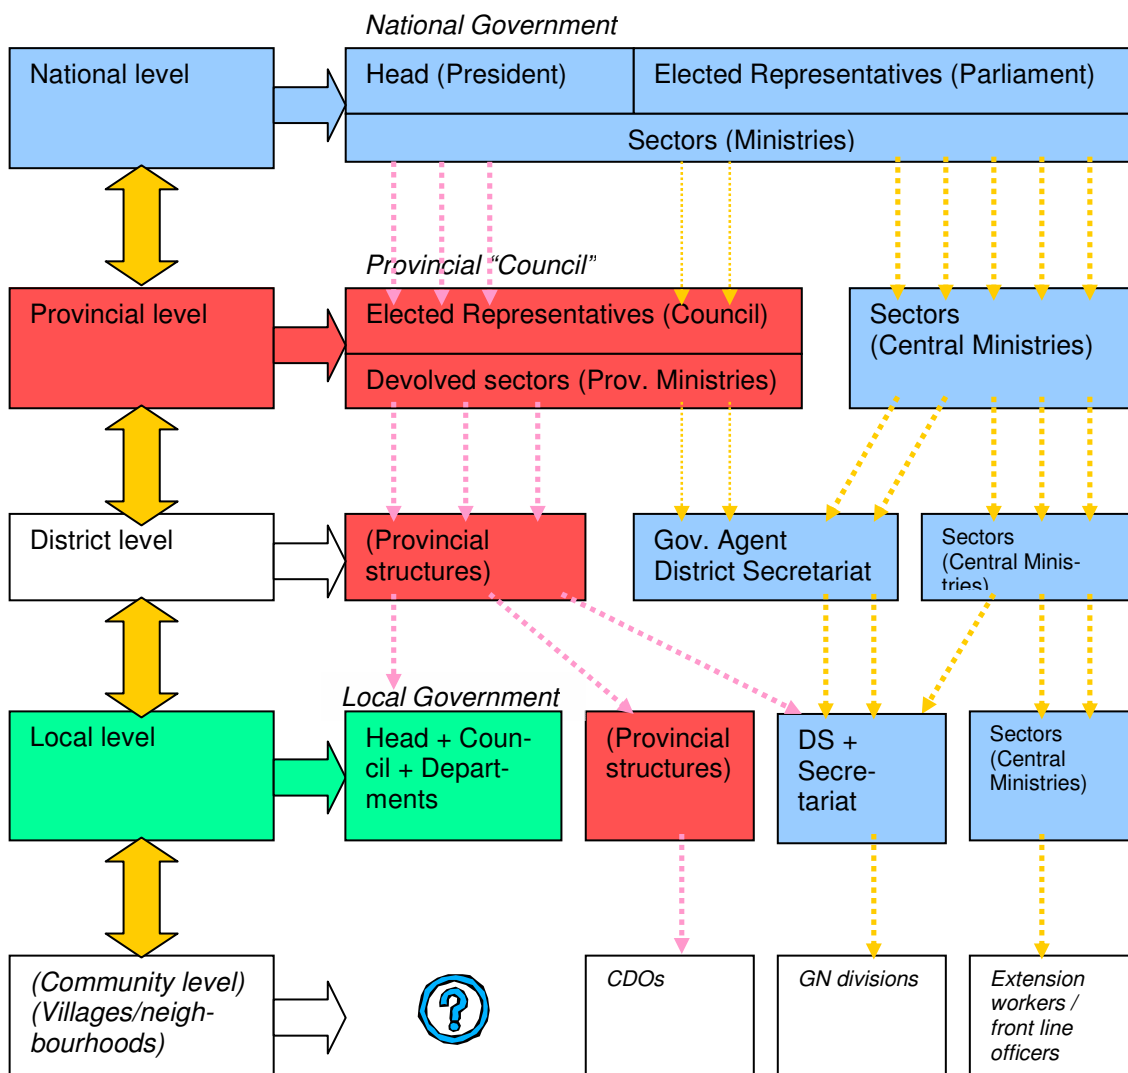 National Government
National level
Head (President)
Elected Representatives (Parliament)
Sectors (Ministries)
Provincial “Council”
Provincial level
Elected Representatives (Council)
Devolved sectors (Prov. Ministries)
Sectors
(Central Ministries)
District level
(Provincial
structures)
Gov. Agent
District Secretariat
Sectors
(Central Minis-
tries)
Local Government
Local level
Head + Coun-
cil + Depart-
ments
(Provincial
structures)
DS +
Secre-
tariat
Sectors
(Central
Ministries)
(Community level)
(Villages/neigh-
bourhoods)
?
CDOs
GN divisions
Extension
workers /
front line
officers